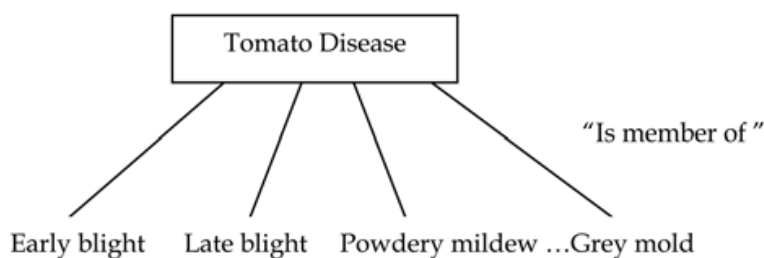 Tomato Disease
“Is member of ”
Early blight Late blight Powdery mildew …Grey mold